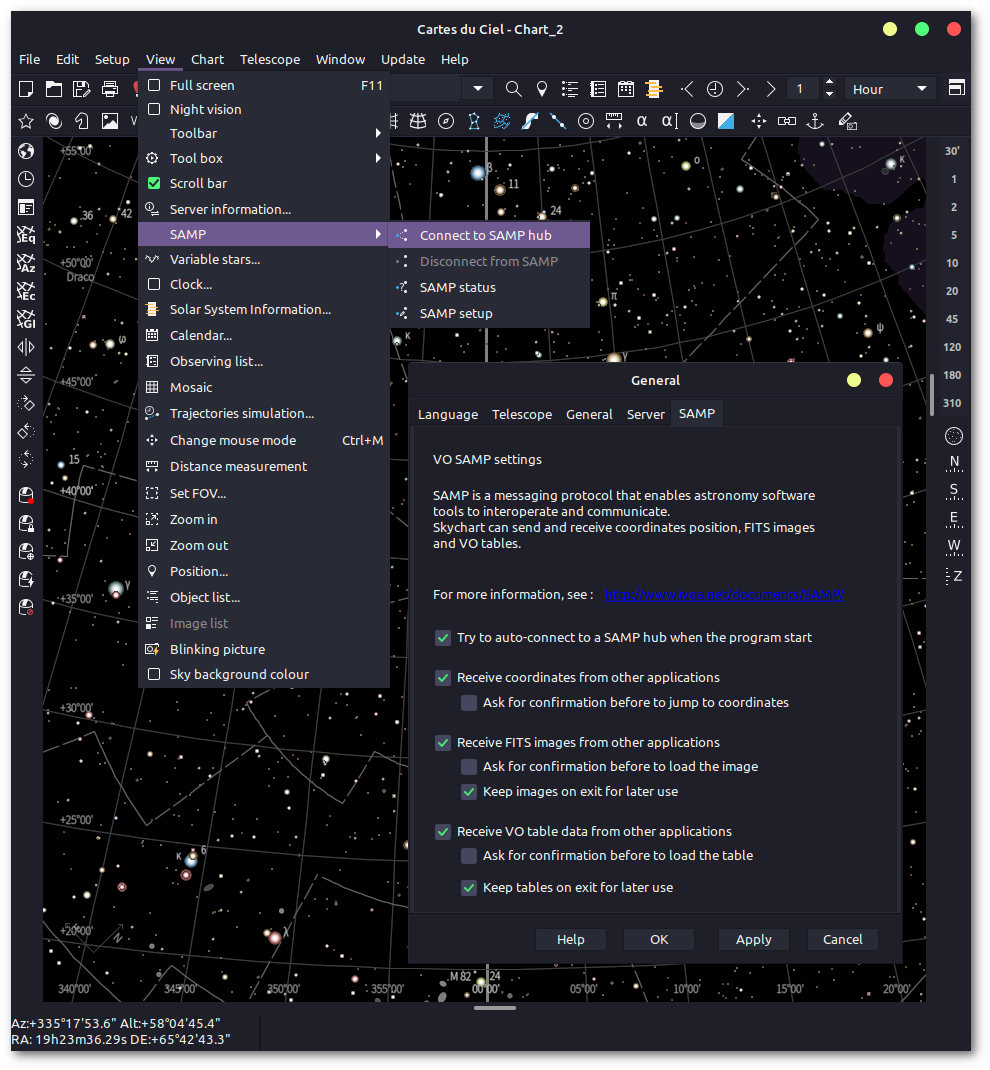 Cartes du Ciel - Chart_2
File Edit Setup View Chart Telescope Window Update Help
1 Hour
Full screen F11
Night vision
Toolbar
Tool box
Scroll bar
Server information...
SAMP
Variable stars...
Clock...
Solar System Information...
Calendar...
Observing list...
Mosaic
Trajectories simulation...
Change mouse mode Ctrl+M
Distance measurement
Set FOV...
Zoom in
Zoom out
Position...
Object list...
Image list
Blinking picture
Sky background colour
Connect to SAMP hub
Disconnect from SAMP
SAMP status
SAMP setup
α
αI
Eq
Az
Ec
Gl
+55°00'
36
42
+50°00'
Draco
ω
+45°00'
15
+40°00'
γ
+35°00'
+30°00'
+25°00'
κ 6
+20°00'
N
λ
β
11
24
ο
κ
π
κ
γ
ψ
M 82
24
340°00' 345°00' 350°00' 355°00' 00°00' 05°00' 10°00' 15°00' 20°00'
30'
1
2
5
10
20
45
120
180
310
N
S
E
W
Z
General
Language Telescope General Server SAMP
VO SAMP settings
SAMP is a messaging protocol that enables astronomy software
tools to interoperate and communicate.
Skychart can send and receive coordinates position, FITS images
and VO tables.
For more information, see : http://www.ivoa.net/documents/SAMP/
Try to auto-connect to a SAMP hub when the program start
Receive coordinates from other applications
Ask for confirmation before to jump to coordinates
Receive FITS images from other applications
Ask for confirmation before to load the image
Keep images on exit for later use
Receive VO table data from other applications
Ask for confirmation before to load the table
Keep tables on exit for later use
Help OK Apply Cancel
Az:+335°17'53.6" Alt:+58°04'45.4"
RA: 19h23m36.29s DE:+65°42'43.3"